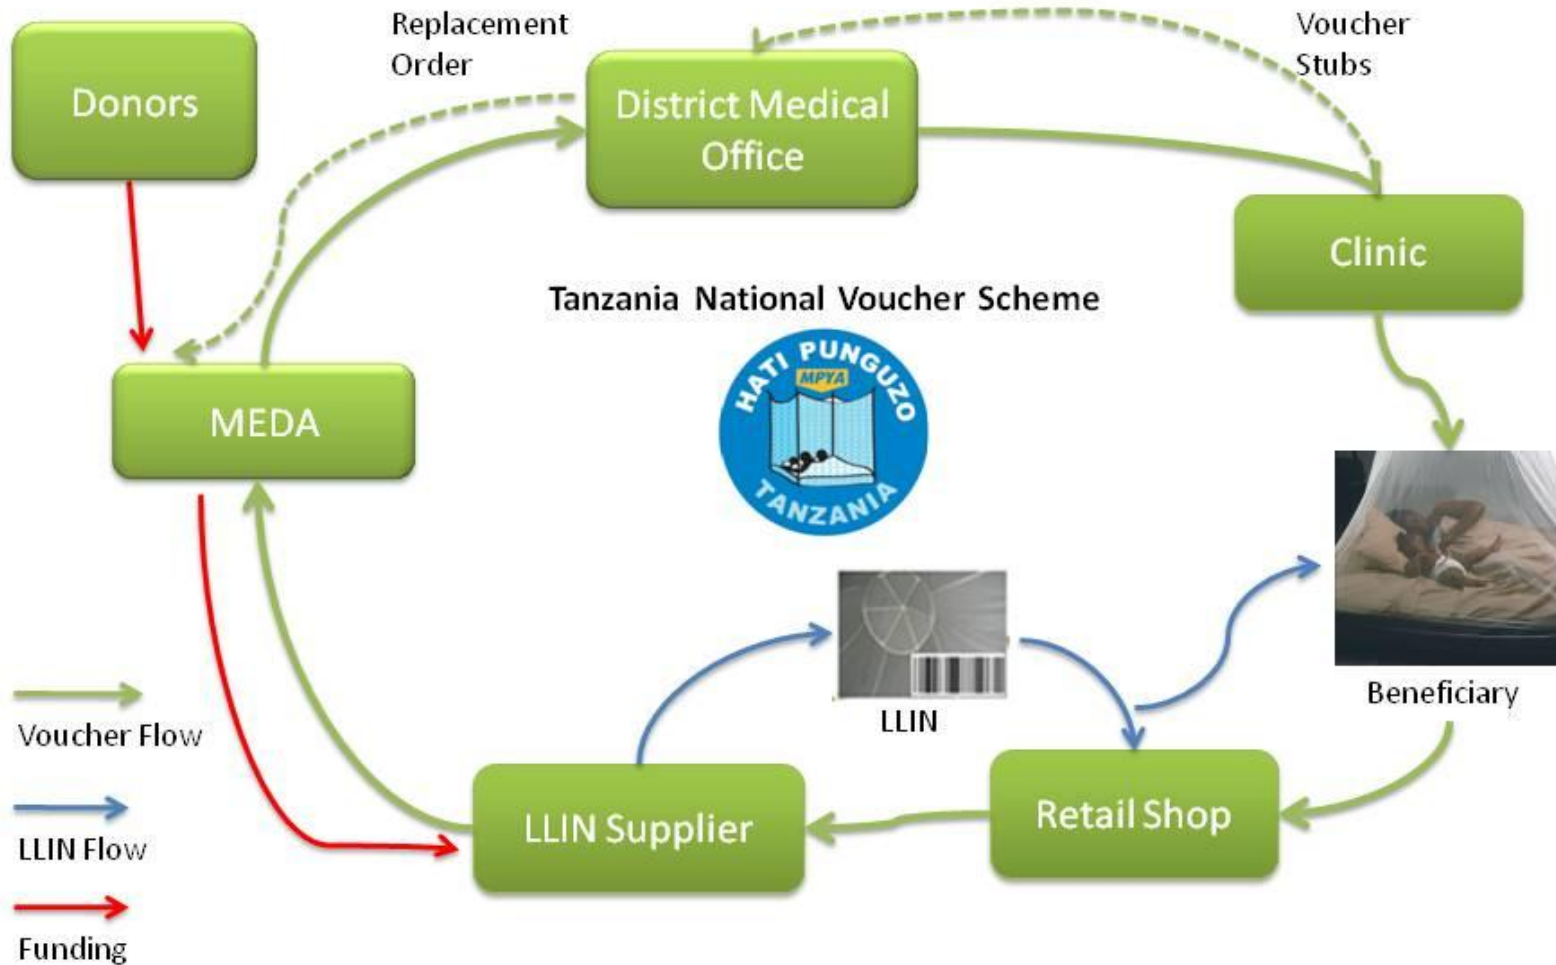 Donors
Replacement
Order
District Medical
Office
Voucher
Stubs
Clinic
Tanzania National Voucher Scheme
HATI PUNGUZO
MPYA
TANZANIA
MEDA
Beneficiary
LLIN
Voucher Flow
LLIN Supplier
Retail Shop
LLIN Flow
Funding